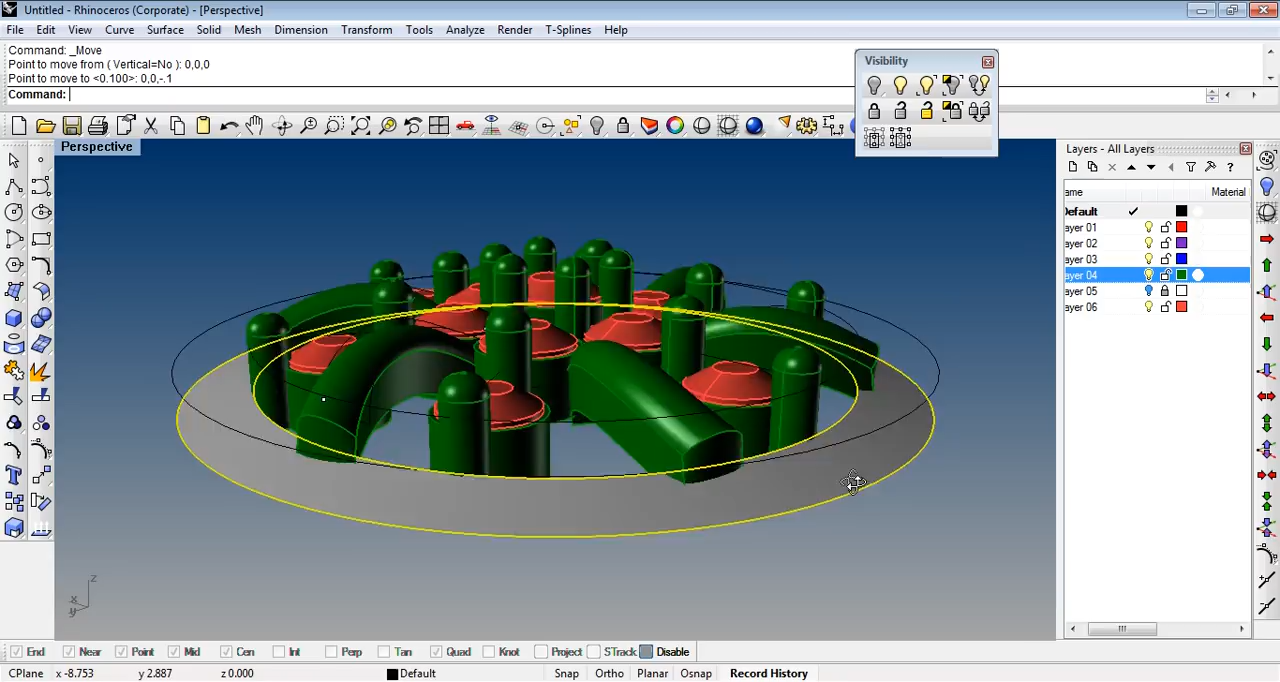 Untitled - Rhinoceros (Corporate) - [Perspective]
File Edit View Curve Surface Solid Mesh Dimension Transform Tools Analyze Render T-Splines Help
Command: _Move
Point to move from ( Vertical=No ): 0,0,0
Point to move to <0.100>: 0,0,-.1
Command:
Visibility
Perspective
Layers - All Layers
ame Material
Default
ayer 01
ayer 02
ayer 03
ayer 04
ayer 05
ayer 06
z
x
y
End Near Point Mid Cen Int Perp Tan Quad Knot Project STrack Disable
CPlane x -8.753 y 2.887 z 0.000 Default Snap Ortho Planar Osnap Record History